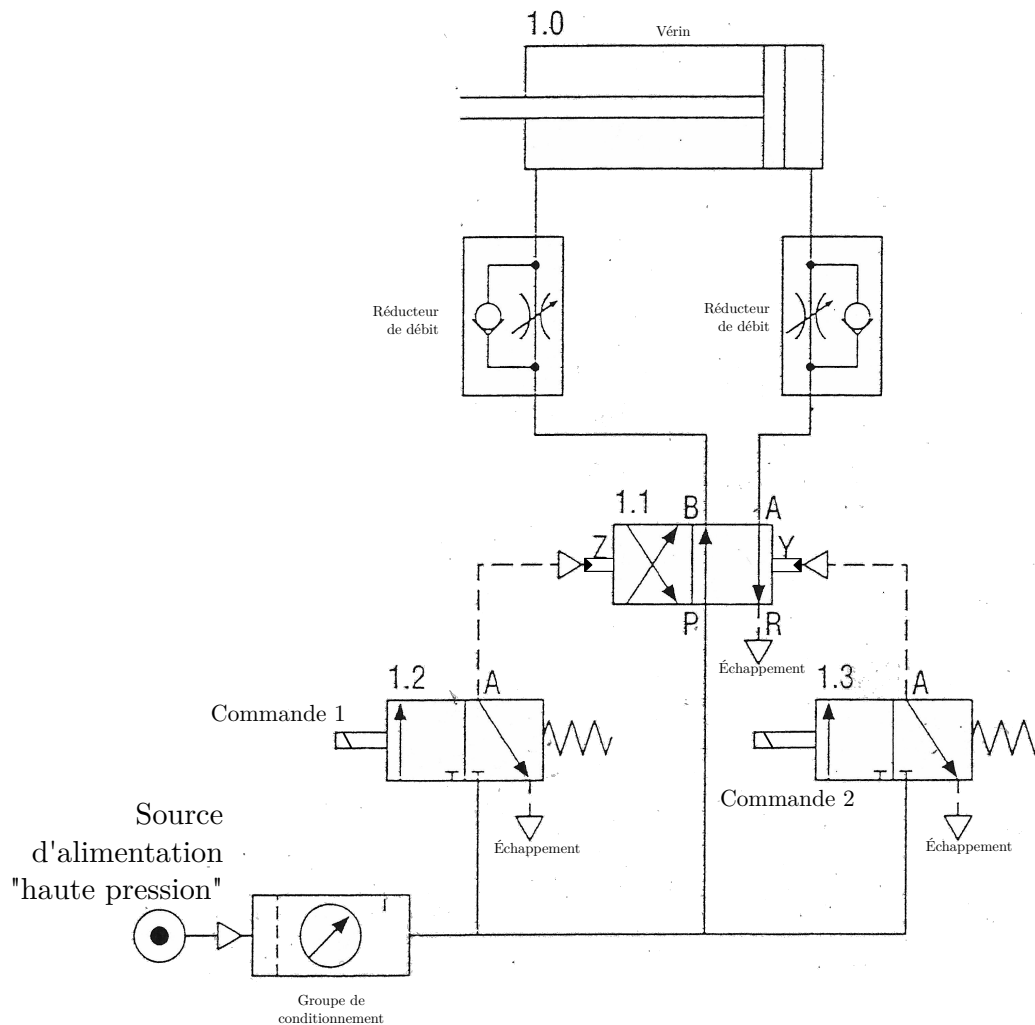 1.0
Vérin
Réducteur
de débit
Réducteur
de débit
1.1
B
A
Z
Y
P
R
Échappement
1.2
A
1.3
A
Commande 1
Commande 2
Source
d'alimentation
"haute pression"
Échappement
Échappement
Groupe de
conditionnement